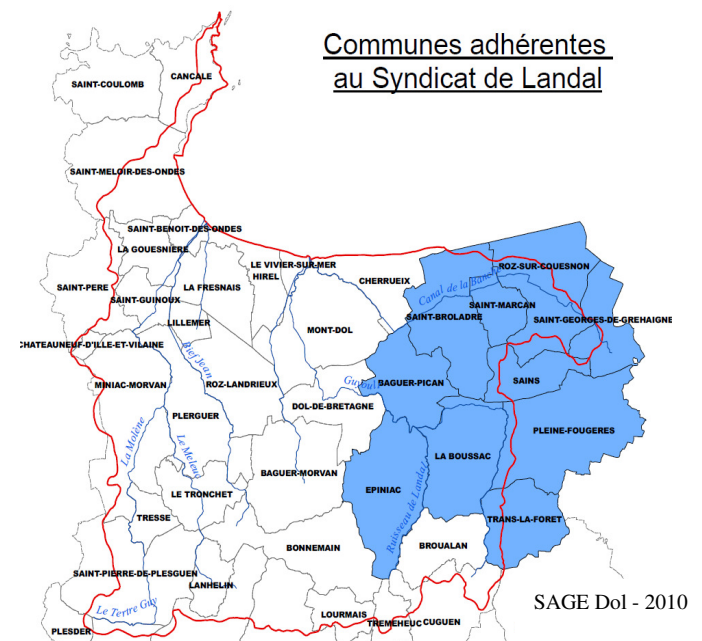 Communes adhérentes
au Syndicat de Landal
CANCALE
SAINT-COULOMB
SAINT-MELOIR-DES-ONDES
SAINT-BENOIT-DES-ONDES
LA GOUESNIERE
LE VIVIER-SUR-MER
HIREL
CHERRUEIX
ROZ-SUR-COUESNON
SAINT-PERE
LA FRESNAIS
SAINT-GUINOUX
Canal de la Banche
SAINT-MARCAN
SAINT-BROLADRE
SAINT-GEORGES-DE-GREHAIGNE
LILLEMER
MONT-DOL
CHATEAUNEUF-D'ILLE-ET-VILAINE
Bief Jean
MINIAC-MORVAN
ROZ-LANDRIEUX
Guyoult
BAGUER-PICAN
SAINS
DOL-DE-BRETAGNE
PLERGUER
La Molène
Le Meleuc
PLEINE-FOUGERES
LA BOUSSAC
BAGUER-MORVAN
EPINIAC
LE TRONCHET
Ruisseau de Landal
TRESSE
TRANS-LA-FORET
BONNEMAIN
BROUALAN
SAINT-PIERRE-DE-PLESGUEN
LANHELIN
Le Tertre Guy
LOURMAIS
TREMEHEUC
CUGUEN
PLESDER
SAGE Dol - 2010